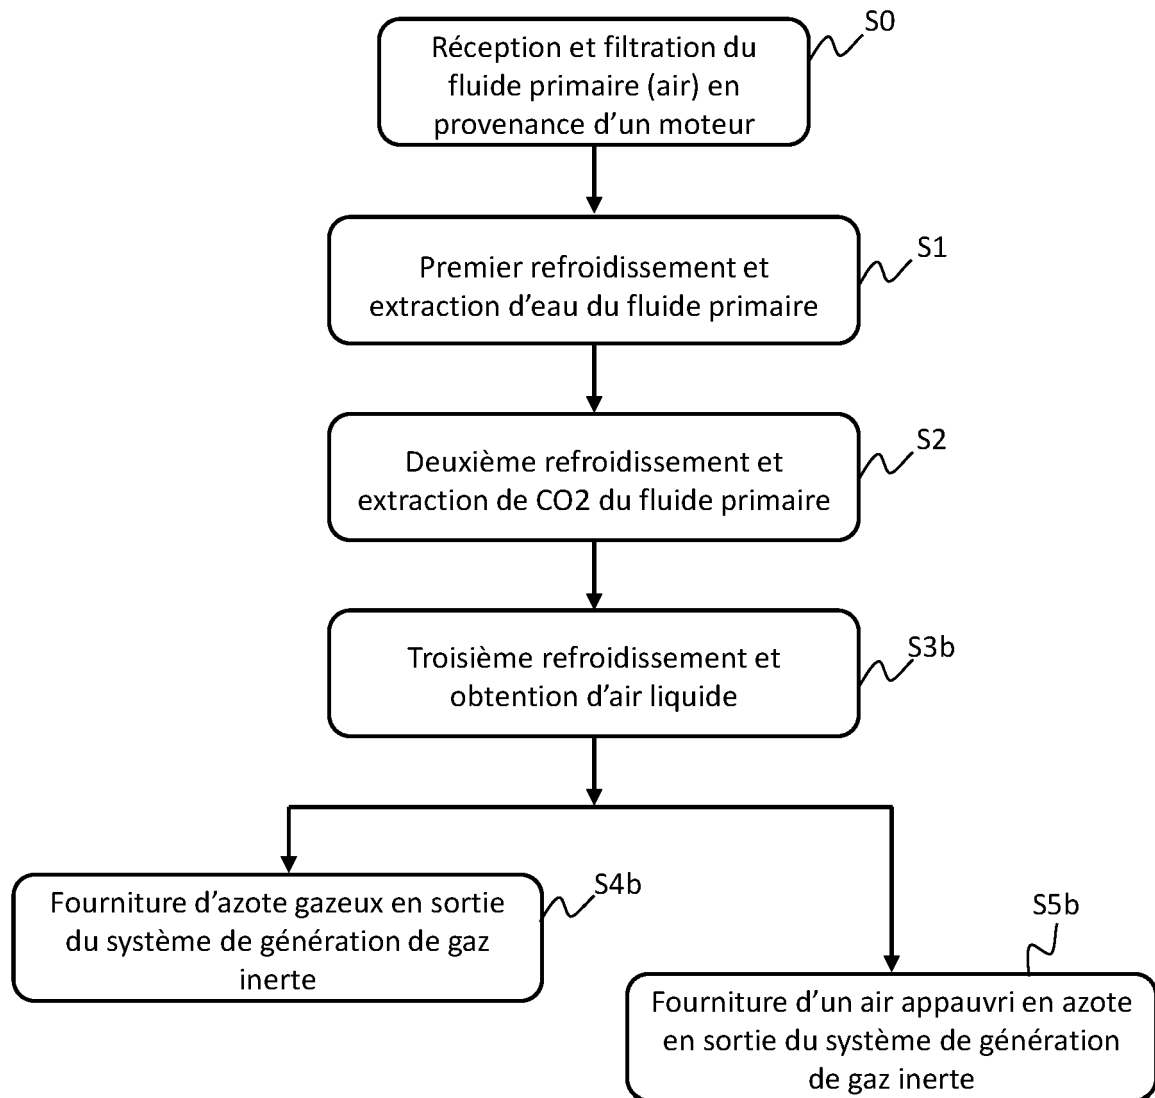 S0
Réception et filtration du
fluide primaire (air) en
provenance d'un moteur
S1
Premier refroidissement et
extraction d'eau du fluide primaire
S2
Deuxième refroidissement et
extraction de CO2 du fluide primaire
S3b
Troisième refroidissement et
obtention d'air liquide
S4b
Fourniture d'azote gazeux en sortie
du système de génération de gaz
inerte
S5b
Fourniture d'un air appauvri en azote
en sortie du système de génération
de gaz inerte